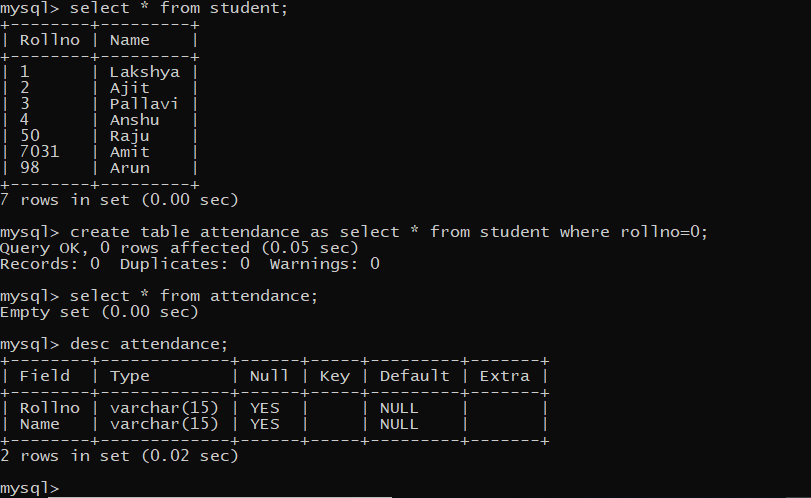 mysql> select * from student;
+--------+---------+
| Rollno | Name    |
+--------+---------+
| 1      | Lakshya |
| 2      | Ajit    |
| 3      | Pallavi |
| 4      | Anshu   |
| 50     | Raju    |
| 7031   | Amit    |
| 98     | Arun    |
+--------+---------+
7 rows in set (0.00 sec)

mysql> create table attendance as select * from student where rollno=0;
Query OK, 0 rows affected (0.05 sec)
Records: 0  Duplicates: 0  Warnings: 0

mysql> select * from attendance;
Empty set (0.00 sec)

mysql> desc attendance;
+--------+-------------+------+-----+---------+-------+
| Field  | Type        | Null | Key | Default | Extra |
+--------+-------------+------+-----+---------+-------+
| Rollno | varchar(15) | YES  |     | NULL    |       |
| Name   | varchar(15) | YES  |     | NULL    |       |
+--------+-------------+------+-----+---------+-------+
2 rows in set (0.02 sec)

mysql>